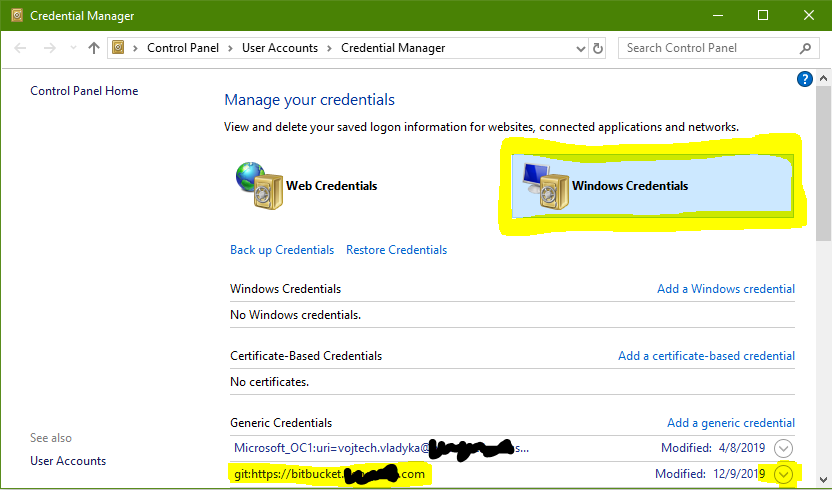 Credential Manager
Control Panel > User Accounts > Credential Manager
Search Control Panel
?
Control Panel Home
Manage your credentials
View and delete your saved logon information for websites, connected applications and networks.
Web Credentials Windows Credentials
Back up Credentials Restore Credentials
Windows Credentials Add a Windows credential
No Windows credentials.
Certificate-Based Credentials Add a certificate-based credential
No certificates.
Generic Credentials Add a generic credential
Microsoft_OC1:uri=vojtech.vladyka@ s... Modified: 4/8/2019
git:https://bitbucket. .com Modified: 12/9/2019
See also
User Accounts